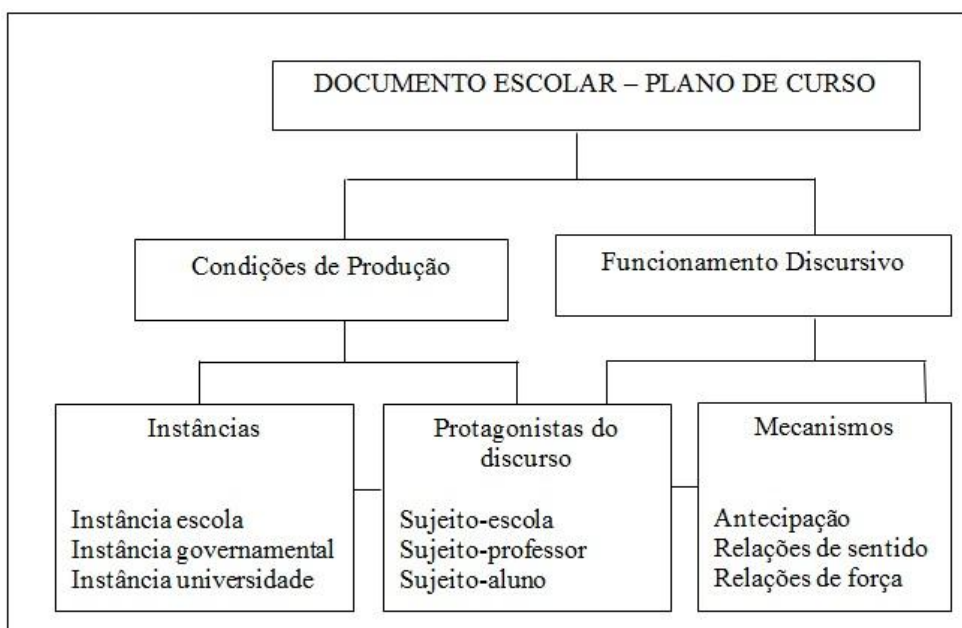 DOCUMENTO ESCOLAR – PLANO DE CURSO
Condições de Produção
Funcionamento Discursivo
Instâncias
Instância escola
Instância governamental
Instância universidade
Protagonistas do
discurso
Sujeito-escola
Sujeito-professor
Sujeito-aluno
Mecanismos
Antecipação
Relações de sentido
Relações de força